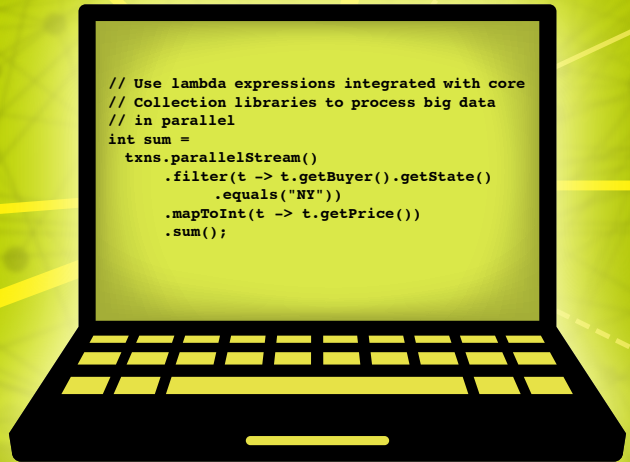 // Use lambda expressions integrated with core
// Collection libraries to process big data
// in parallel
int sum =
  txns.parallelStream()
      .filter(t -> t.getBuyer().getState()
           .equals("NY"))
      .mapToInt(t -> t.getPrice())
      .sum();